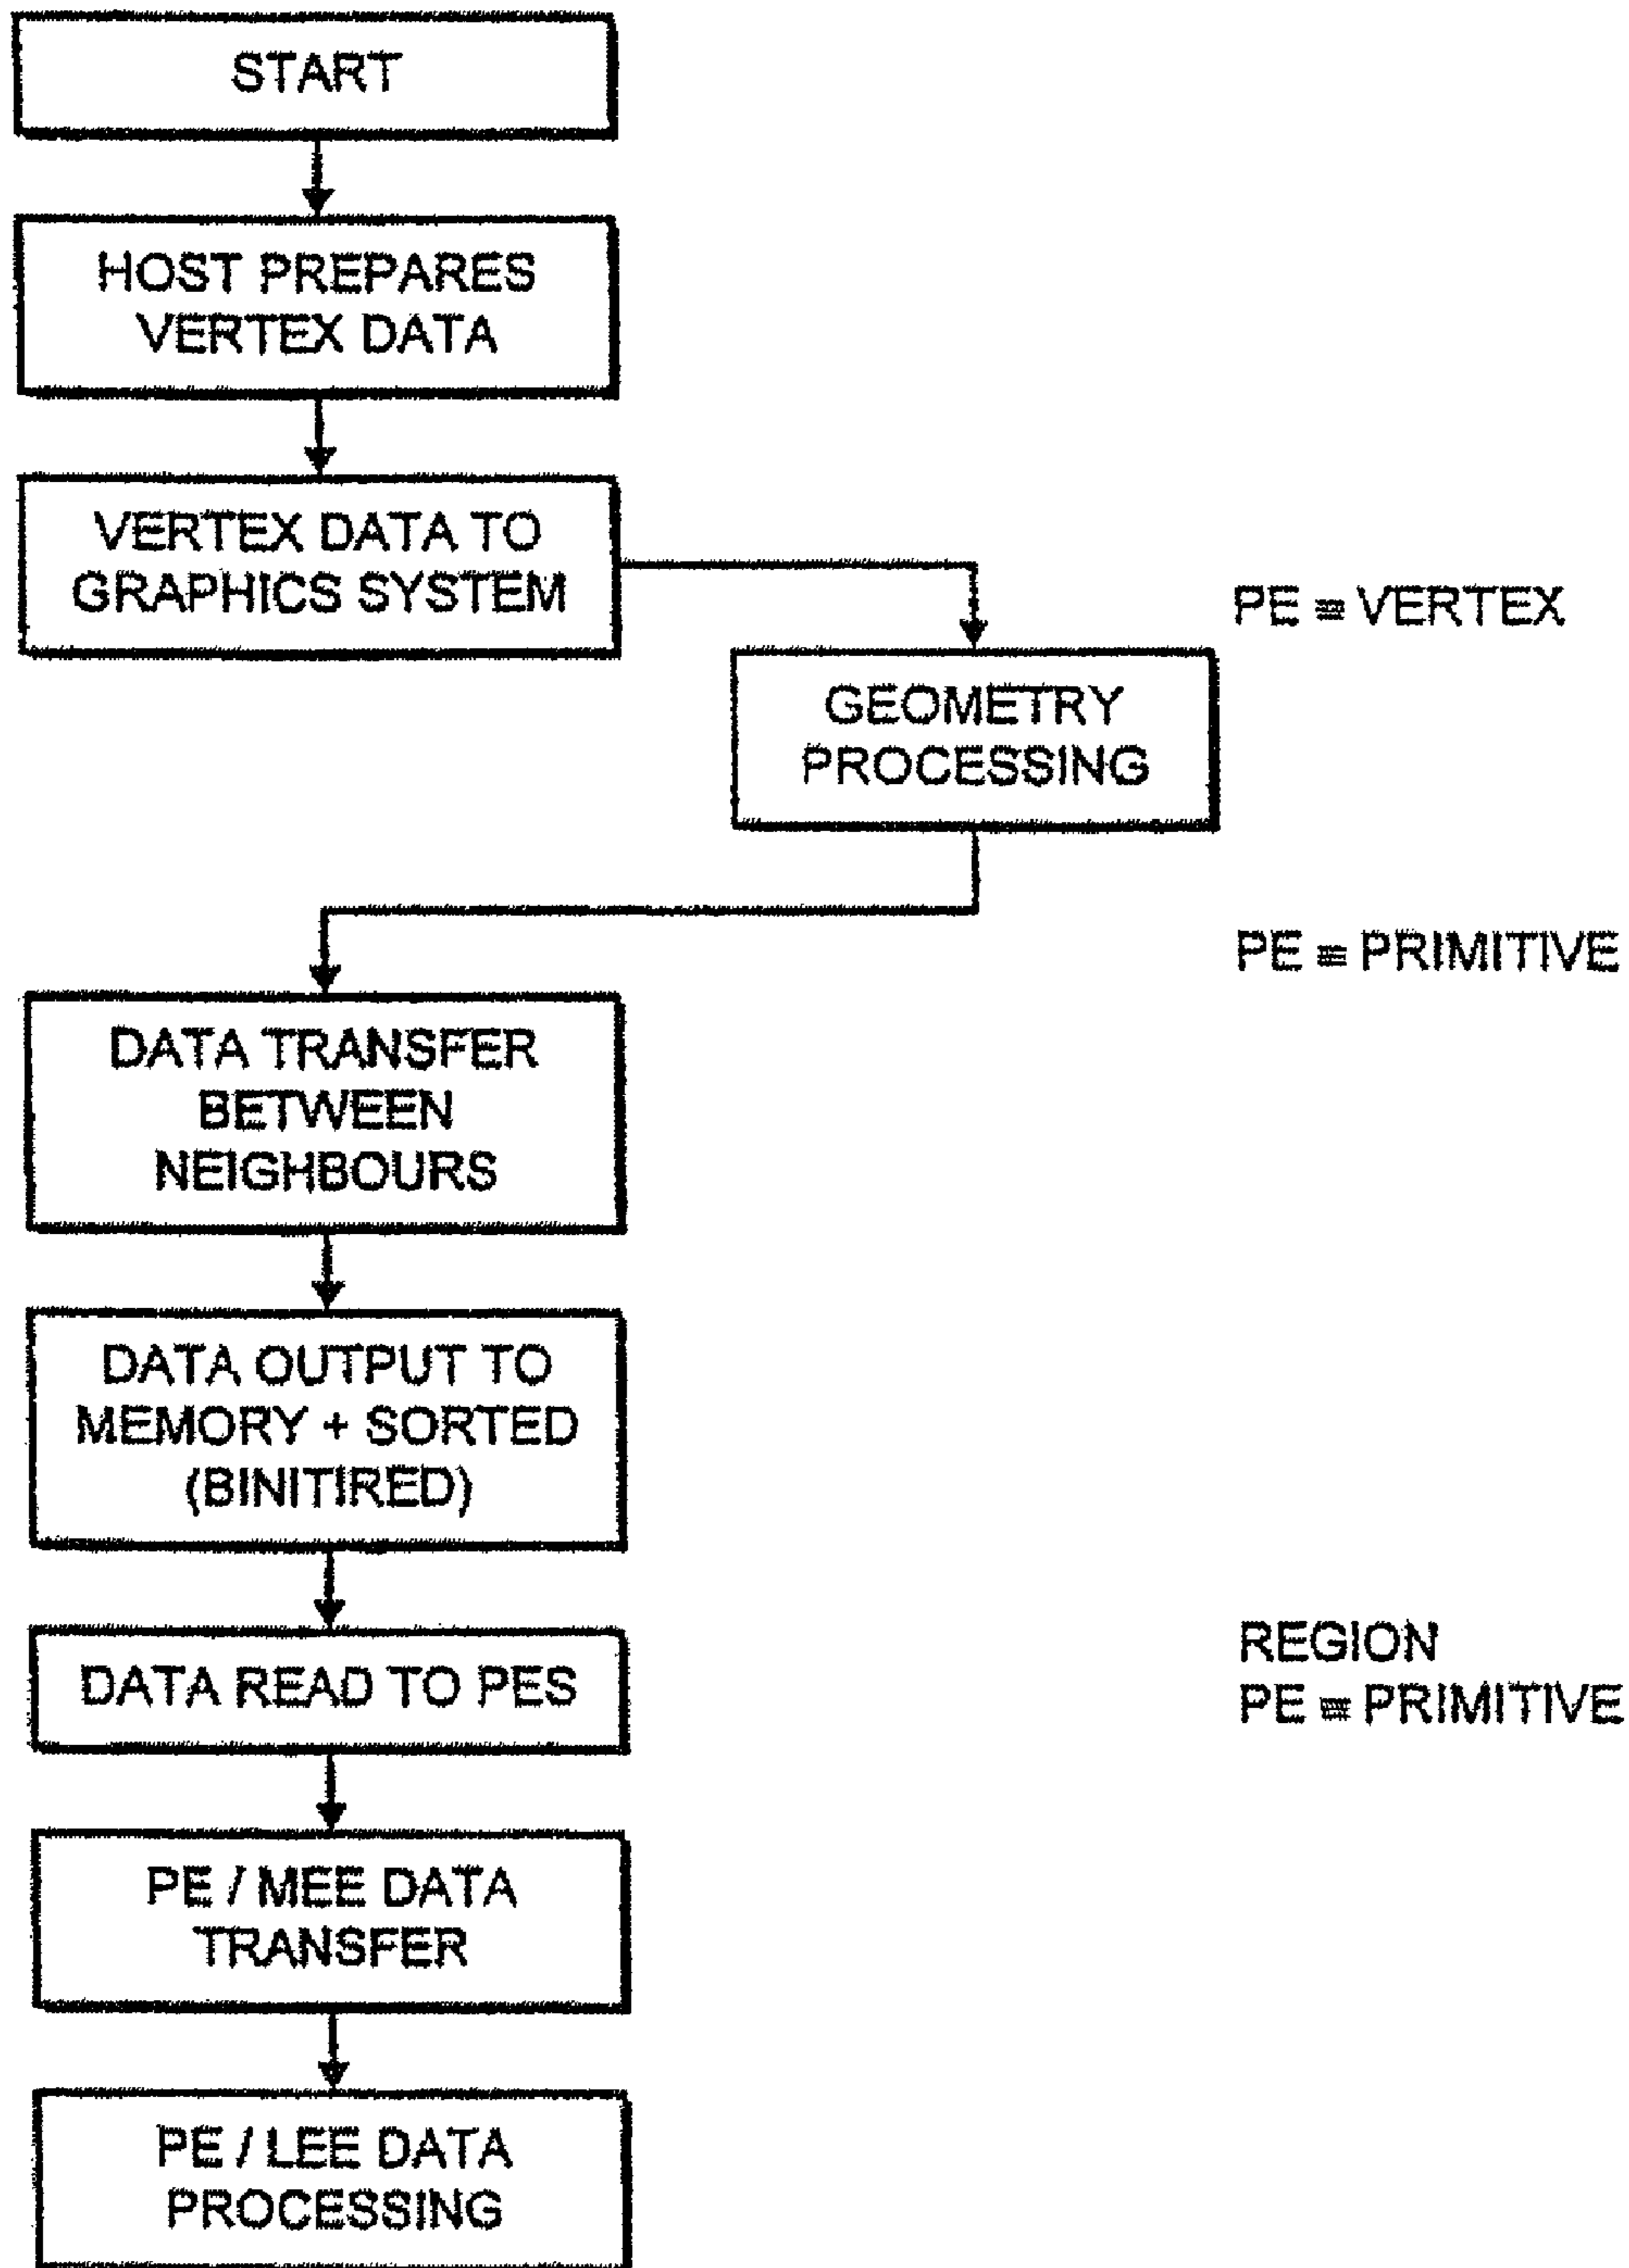 START
HOST PREPARES
VERTEX DATA
VERTEX DATA TO
GRAPHICS SYSTEM
PE ≡ VERTEX
GEOMETRY
PROCESSING
PE ≡ PRIMITIVE
DATA TRANSFER
BETWEEN
NEIGHBOURS
DATA OUTPUT TO
MEMORY + SORTED
(BINITIRED)
DATA READ TO PES
REGION
PE ≡ PRIMITIVE
PE / MEE DATA
TRANSFER
PE / LEE DATA
PROCESSING